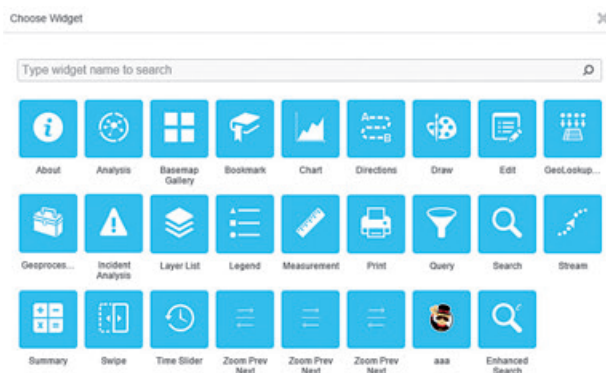 Choose Widget
Type widget name to search
About Analysis Basemap Gallery Bookmark Chart Directions Draw Edit GeoLookup...
Geoproces... Incident Analysis Layer List Legend Measurement Print Query Search Stream
Summary Swipe Time Slider Zoom Prev Next Zoom Prev Next Zoom Prev Next aaa Enhanced Search